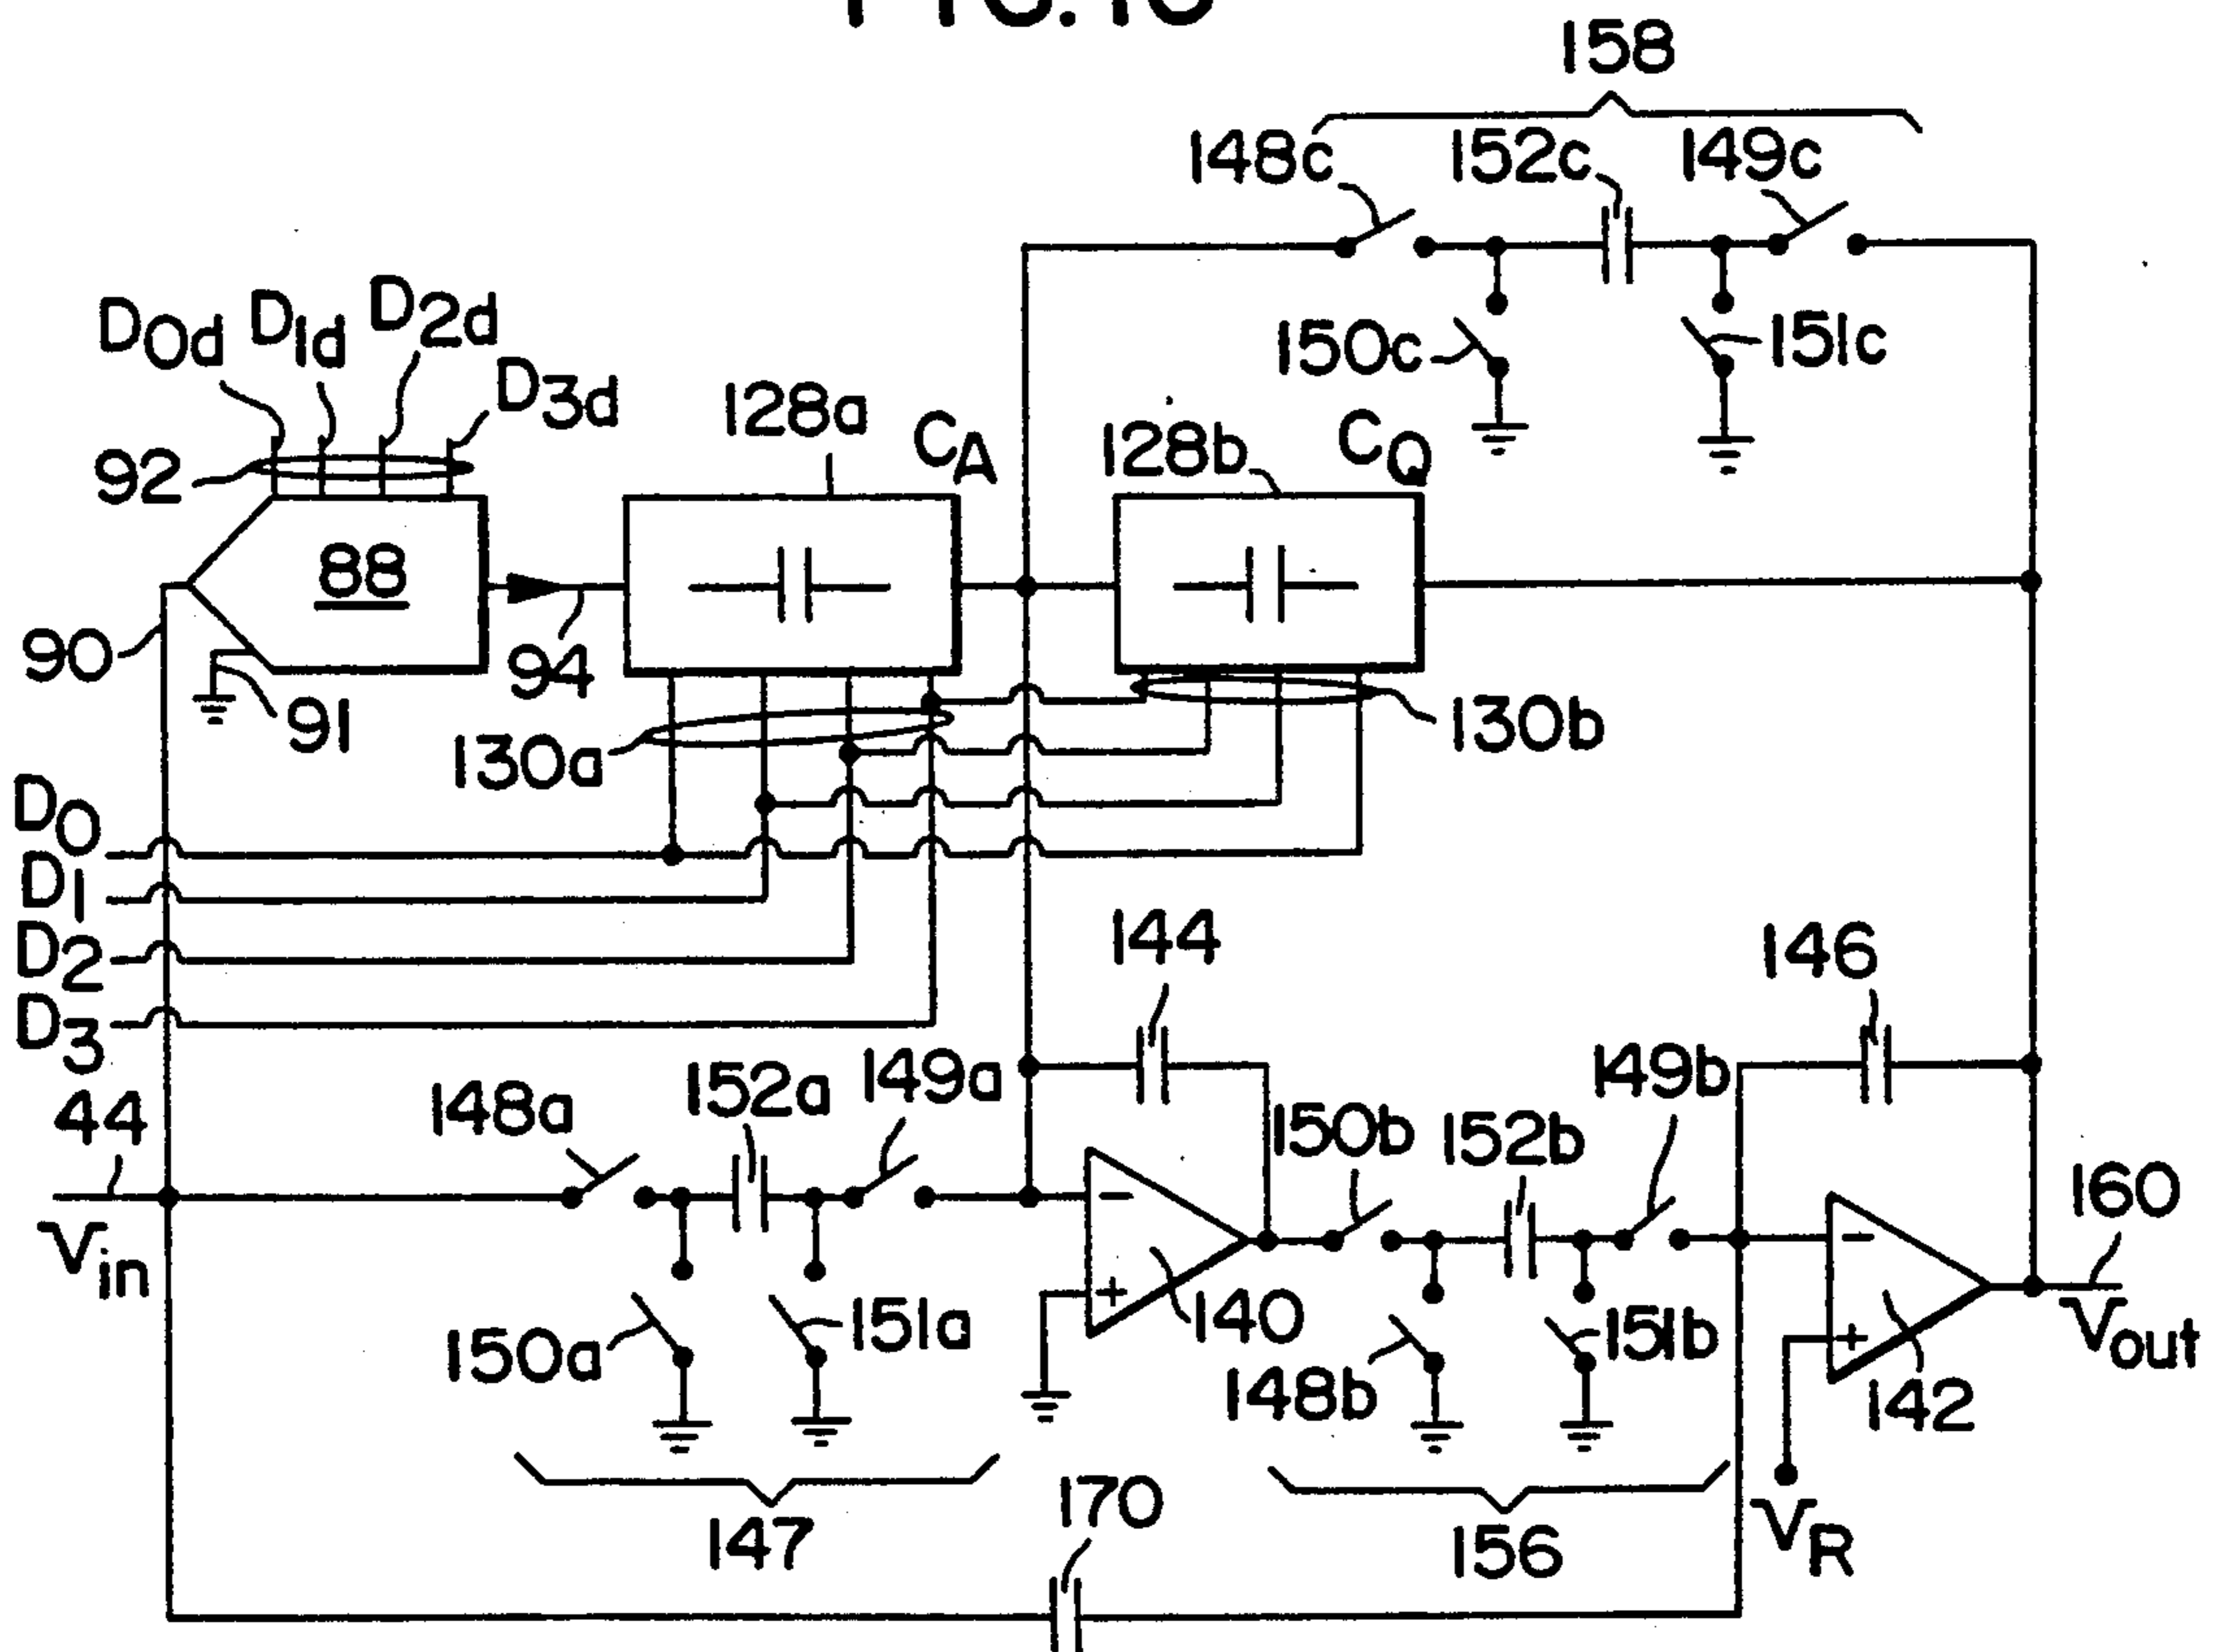 FIG. 10
158
148c 152c 149c
D0d D1d D2d D3d
150c 151c
92 128a CA 128b CQ
88
90 94
91 130a 130b
D0
D1
D2
D3
144 146
44 148a 152a 149a 150b 152b 149b
160
Vin
150a 151a 140 148b 151b Vout
142
147 170 156 VR
- + - +